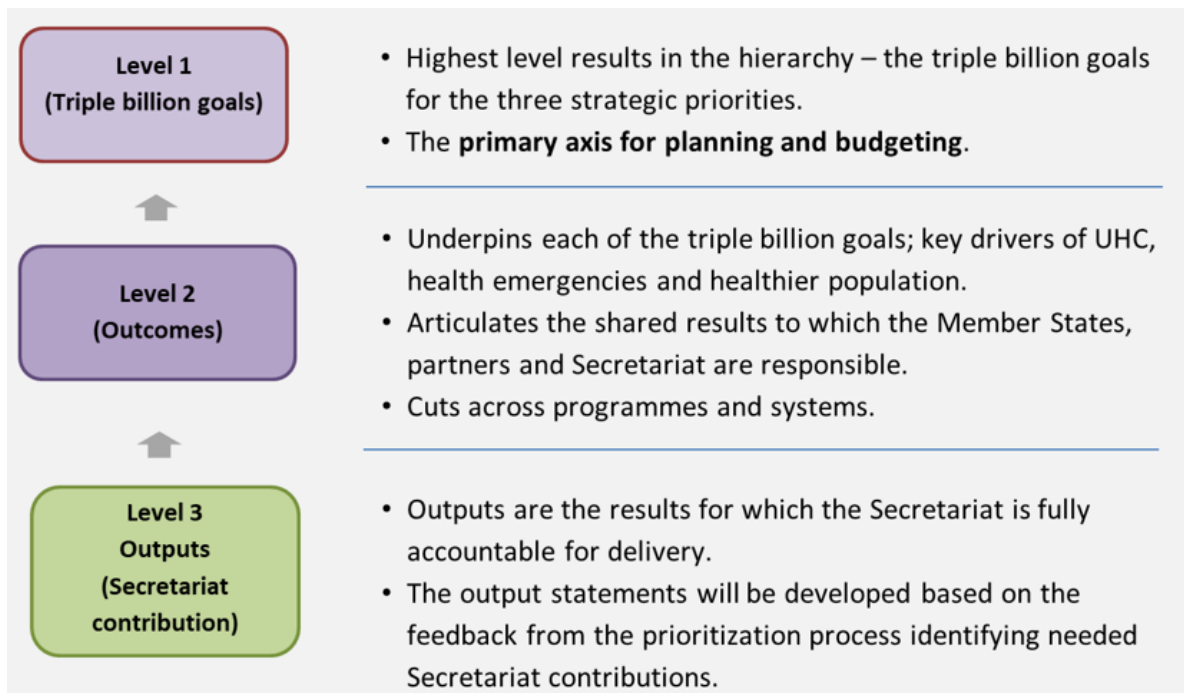 Level 1
(Triple billion goals)
• Highest level results in the hierarchy – the triple billion goals
for the three strategic priorities.
• The primary axis for planning and budgeting.
Level 2
(Outcomes)
• Underpins each of the triple billion goals; key drivers of UHC,
health emergencies and healthier population.
• Articulates the shared results to which the Member States,
partners and Secretariat are responsible.
• Cuts across programmes and systems.
Level 3
Outputs
(Secretariat
contribution)
• Outputs are the results for which the Secretariat is fully
accountable for delivery.
• The output statements will be developed based on the
feedback from the prioritization process identifying needed
Secretariat contributions.